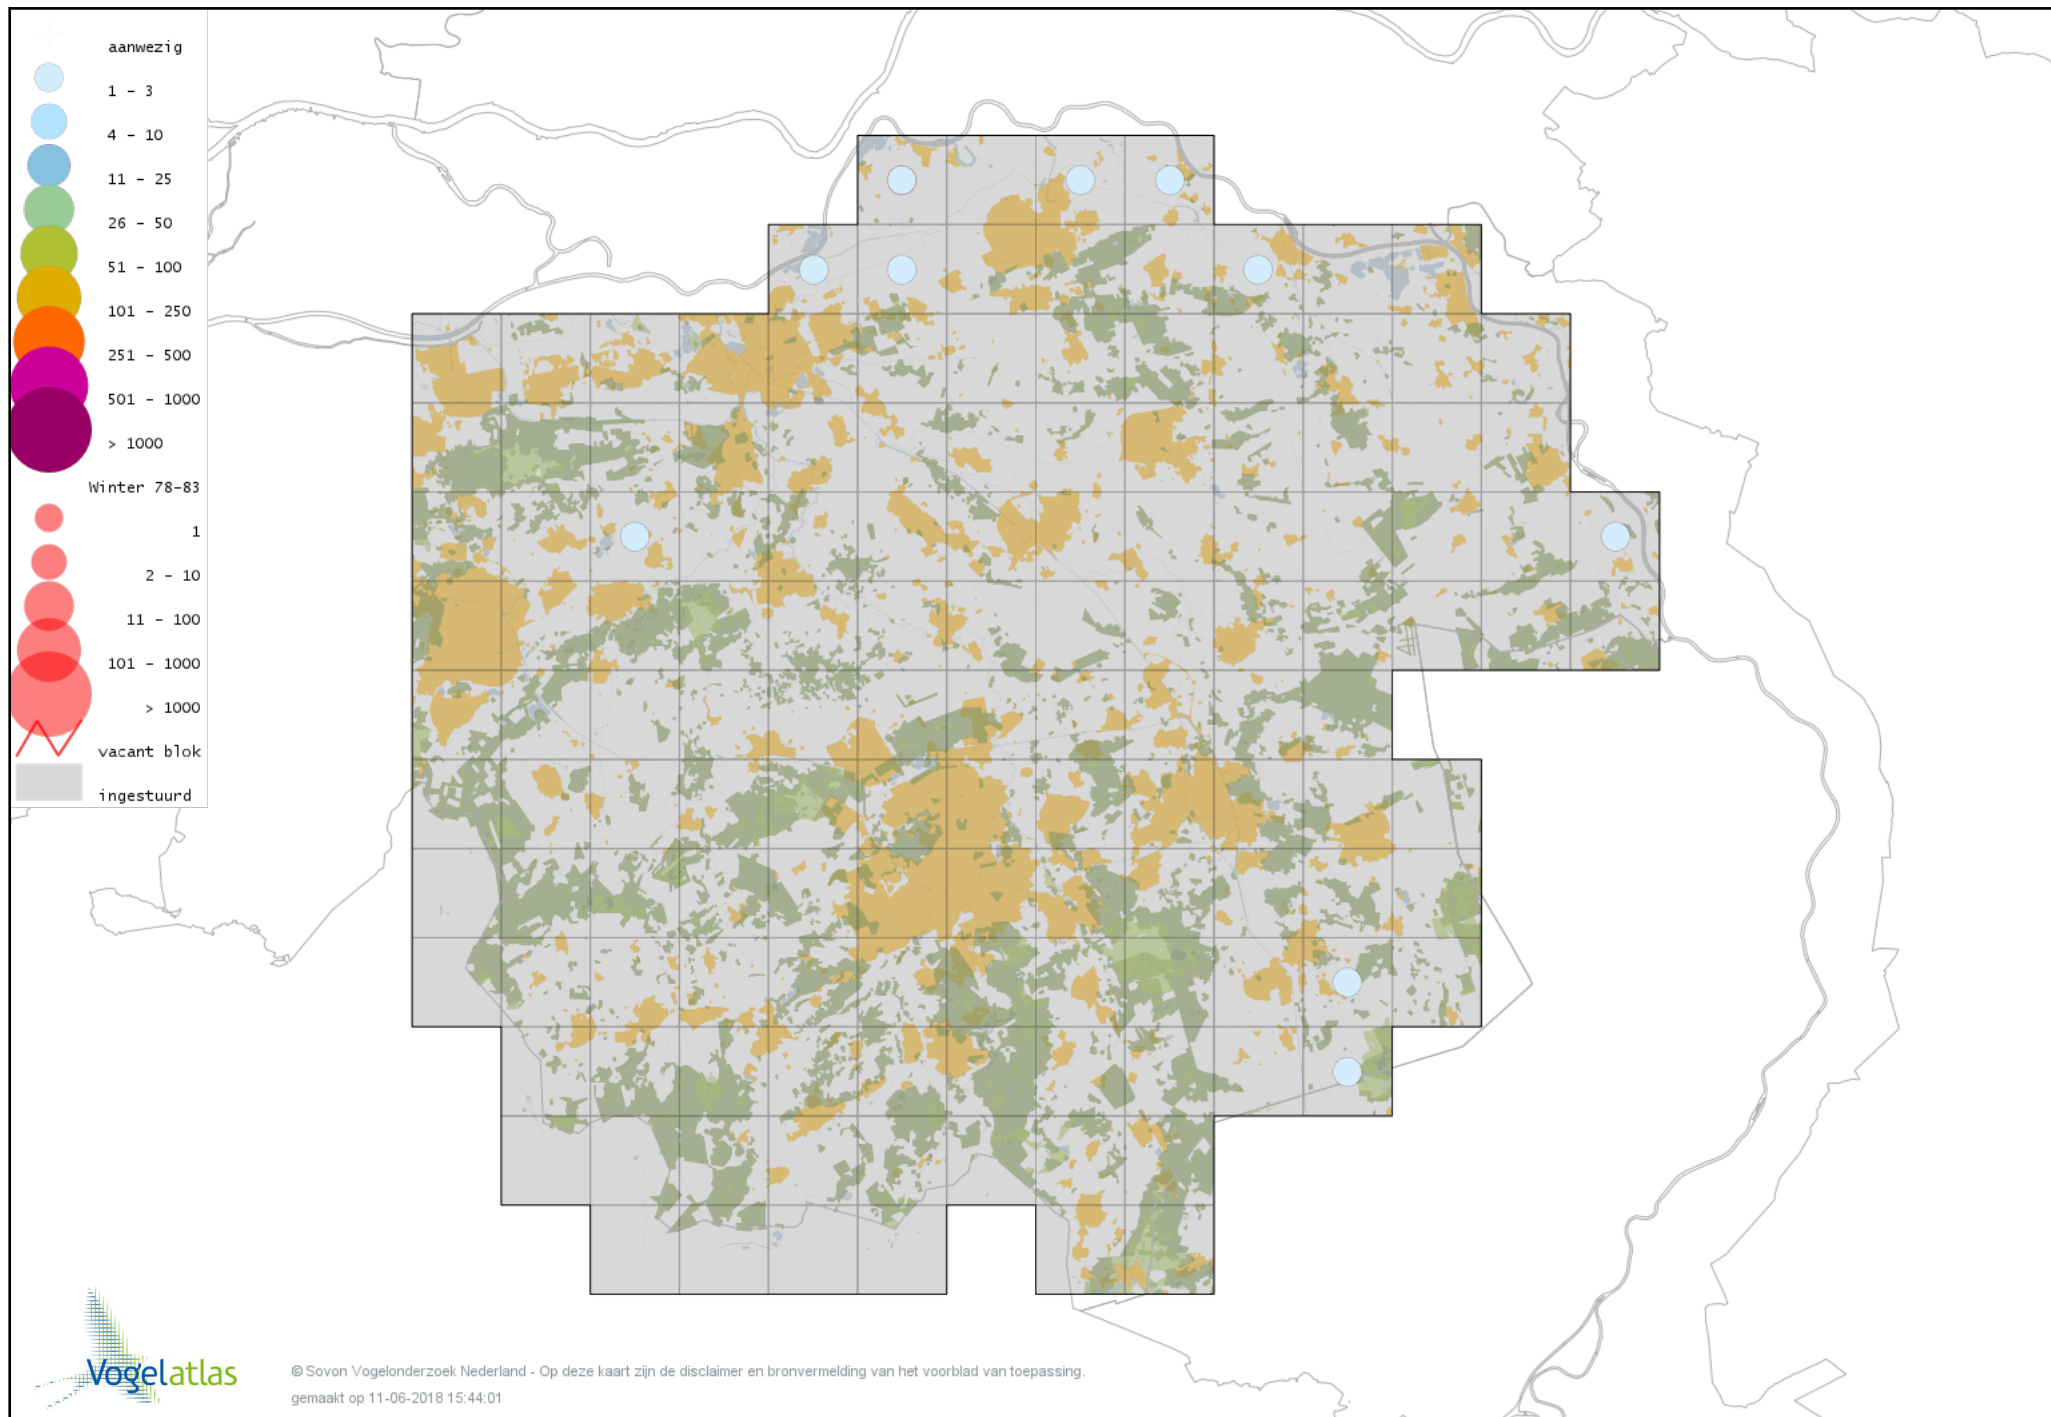 aanwezig
1 - 3
4 - 10
11 - 25
26 - 50
51 - 100
101 - 250
251 - 500
501 - 1000
> 1000
Winter 78-83
1
2 - 10
11 - 100
101 - 1000
> 1000
vacant blok
ingestuurd
Vogelatlas
© Sovon Vogelonderzoek Nederland - Op deze kaart zijn de disclaimer en bronvermelding van het voorblad van toepassing.
gemaakt op 11-06-2018 15:44:01